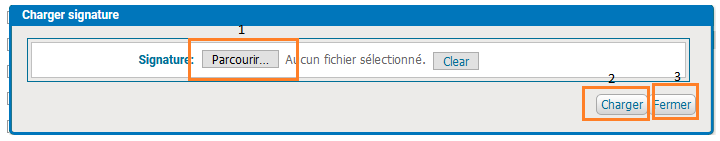 Charger signature
1
Signature: Parcourir... Aucun fichier sélectionné. Clear
2 3
Charger Fermer